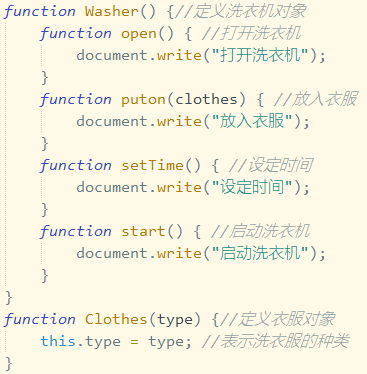 function Washer() {//定义洗衣机对象
    function open() { //打开洗衣机
        document.write("打开洗衣机");
    }
    function puton(clothes) { //放入衣服
        document.write("放入衣服");
    }
    function setTime() { //设定时间
        document.write("设定时间");
    }
    function start() { //启动洗衣机
        document.write("启动洗衣机");
    }
}
function Clothes(type) {//定义衣服对象
    this.type = type; //表示洗衣服的种类
}